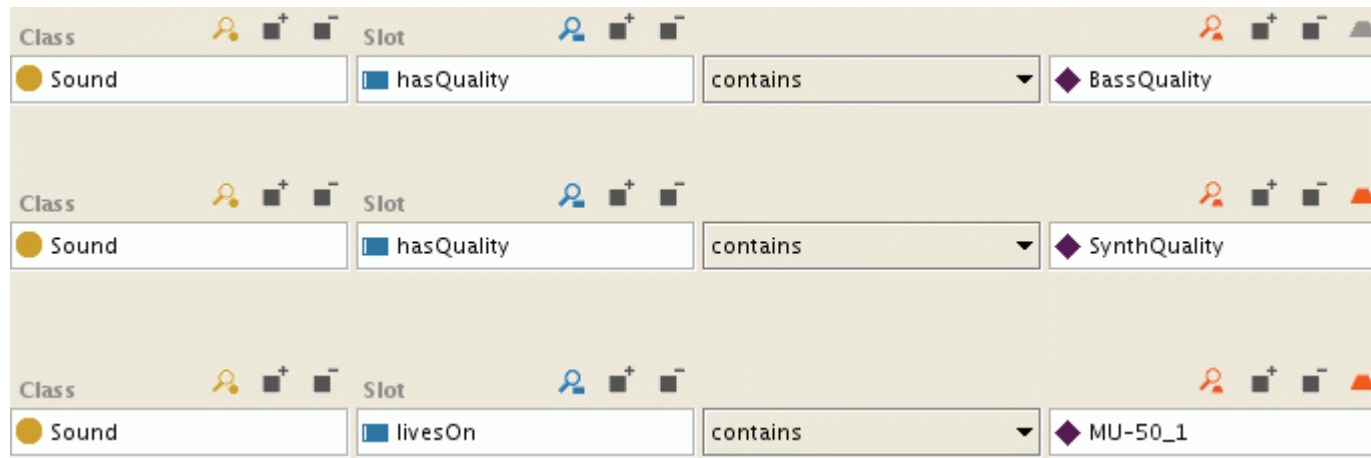 Class Slot
Sound hasQuality contains BassQuality
Class Slot
Sound hasQuality contains SynthQuality
Class Slot
Sound livesOn contains MU-50_1